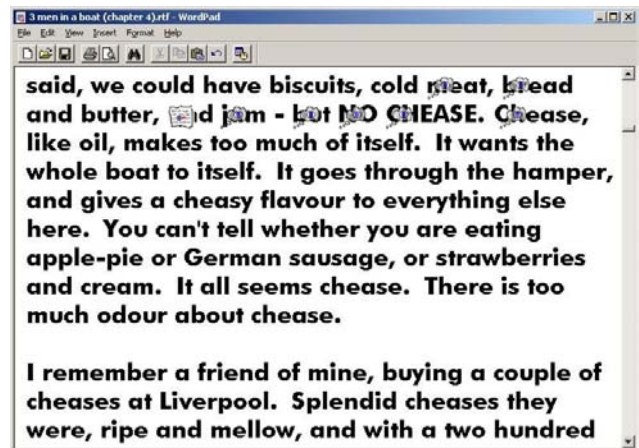 3 men in a boat (chapter 4).rtf - WordPad
File Edit View Insert Format Help
said, we could have biscuits, cold meat, bread
and butter, and jam - but NO CHEASE. Chease,
like oil, makes too much of itself. It wants the
whole boat to itself. It goes through the hamper,
and gives a cheasy flavour to everything else
here. You can't tell whether you are eating
apple-pie or German sausage, or strawberries
and cream. It all seems chease. There is too
much odour about chease.
I remember a friend of mine, buying a couple of
cheases at Liverpool. Splendid cheases they
were, ripe and mellow, and with a two hundred